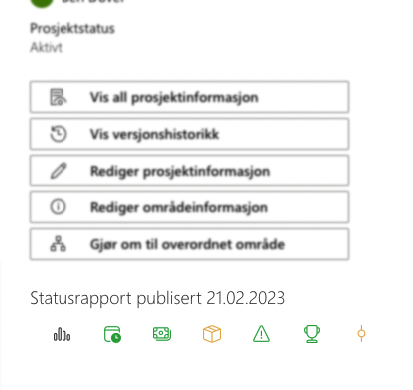 Prosjektstatus
Aktivt
Vis all prosjektinformasjon
Vis versjonshistorikk
Rediger prosjektinformasjon
Rediger områdeinformasjon
Gjør om til overordnet område
Statusrapport publisert 21.02.2023